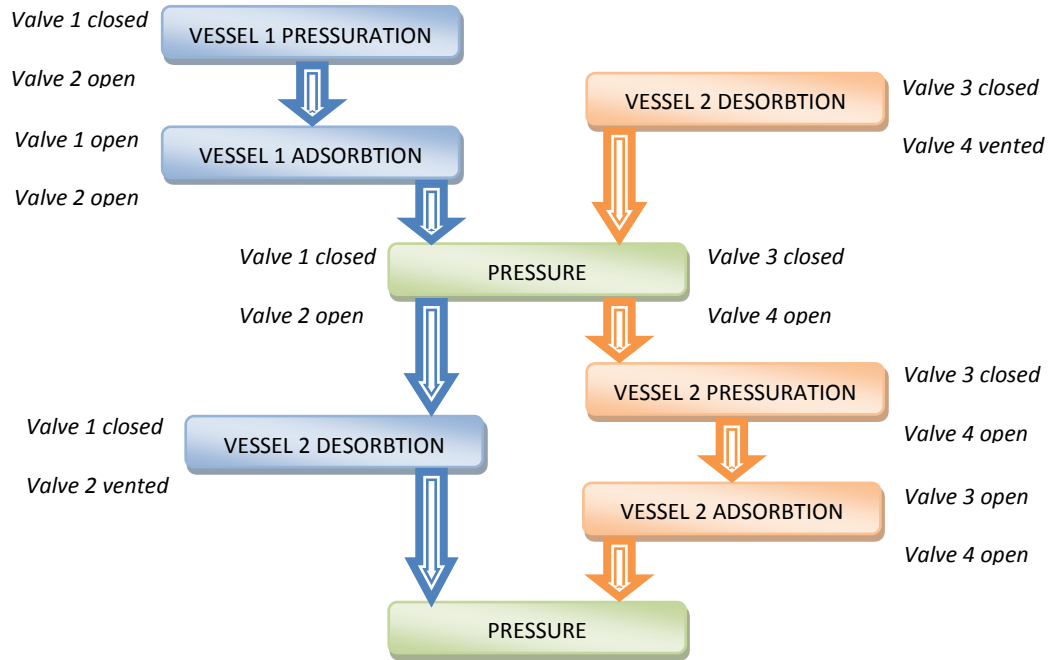 Valve 1 closed
VESSEL 1 PRESSURATION
Valve 2 open
VESSEL 2 DESORBTION
Valve 3 closed
Valve 1 open
VESSEL 1 ADSORBTION
Valve 4 vented
Valve 2 open
Valve 1 closed
PRESSURE
Valve 3 closed
Valve 2 open
Valve 4 open
VESSEL 2 PRESSURATION
Valve 3 closed
Valve 1 closed
VESSEL 2 DESORBTION
Valve 4 open
Valve 2 vented
VESSEL 2 ADSORBTION
Valve 3 open
Valve 4 open
PRESSURE